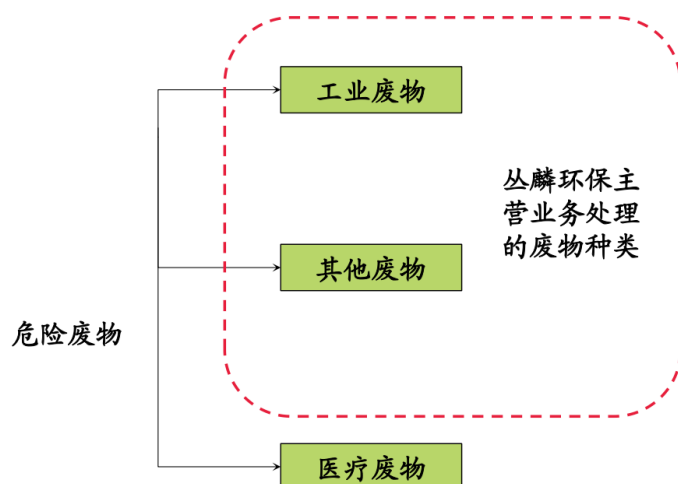 工业废物
丛麟环保主
营业务处理
的废物种类
其他废物
危险废物
医疗废物